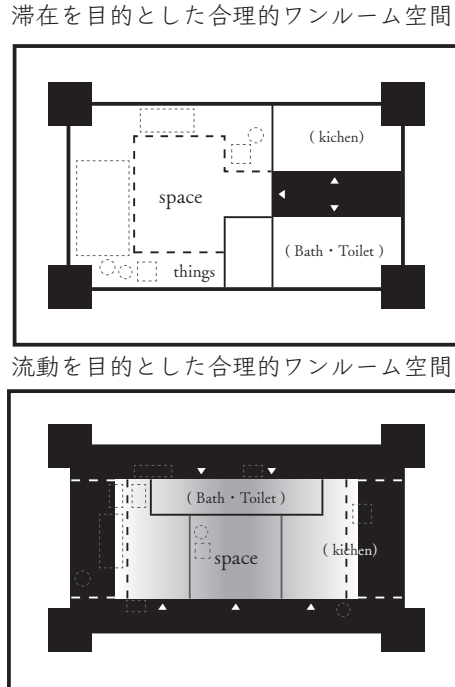 滞在を目的とした合理的ワンルーム空間
( kichen)
space
( Bath・Toilet )
things
流動を目的とした合理的ワンルーム空間
( Bath・Toilet )
space
( kichen)